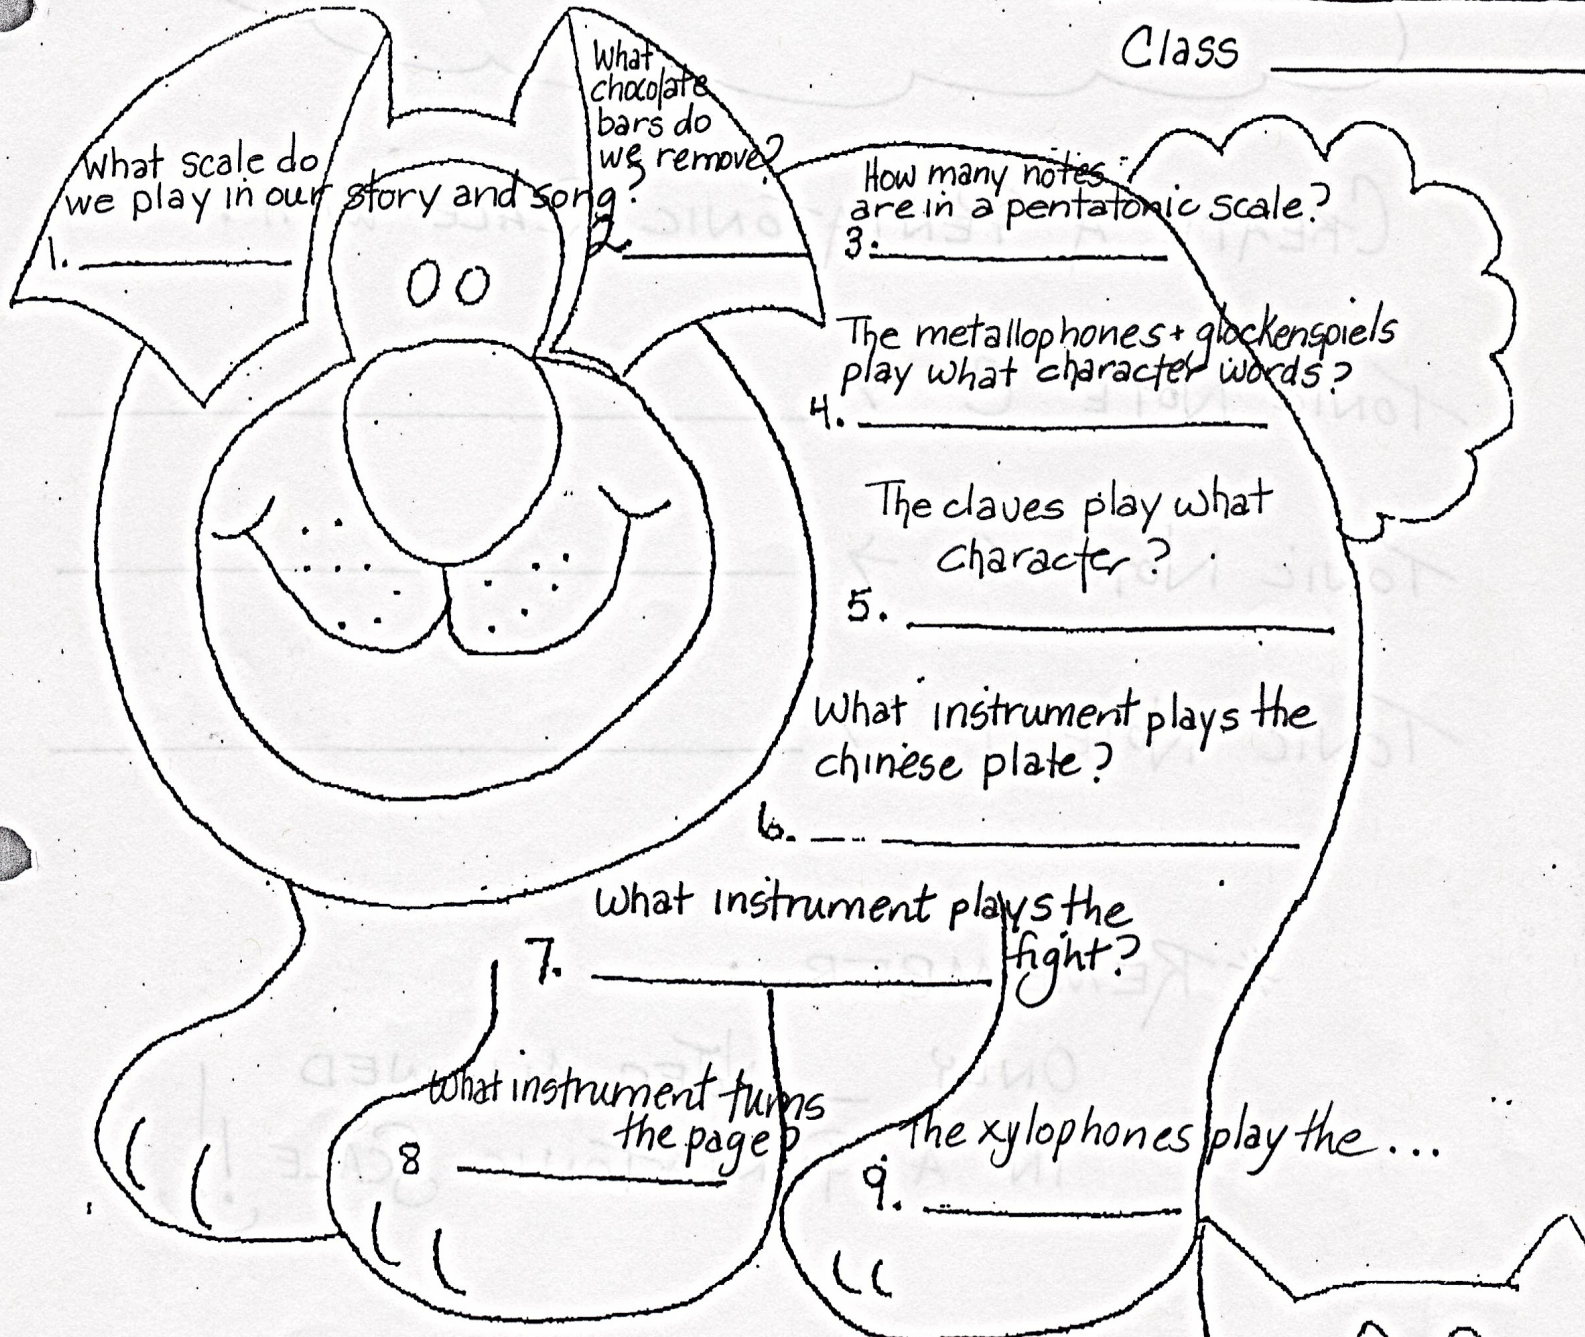 Class
What scale do
we play in our story and song?
1.
What
chocolate
bars do
we remove?
2.
How many notes
are in a pentatonic scale?
3.
The metallophones + glockenspiels
play what character words?
4.
The claves play what
character?
5.
What instrument plays the
chinese plate?
6.
What instrument plays the
fight?
7.
What instrument turns
the page?
8
The xylophones play the...
9.